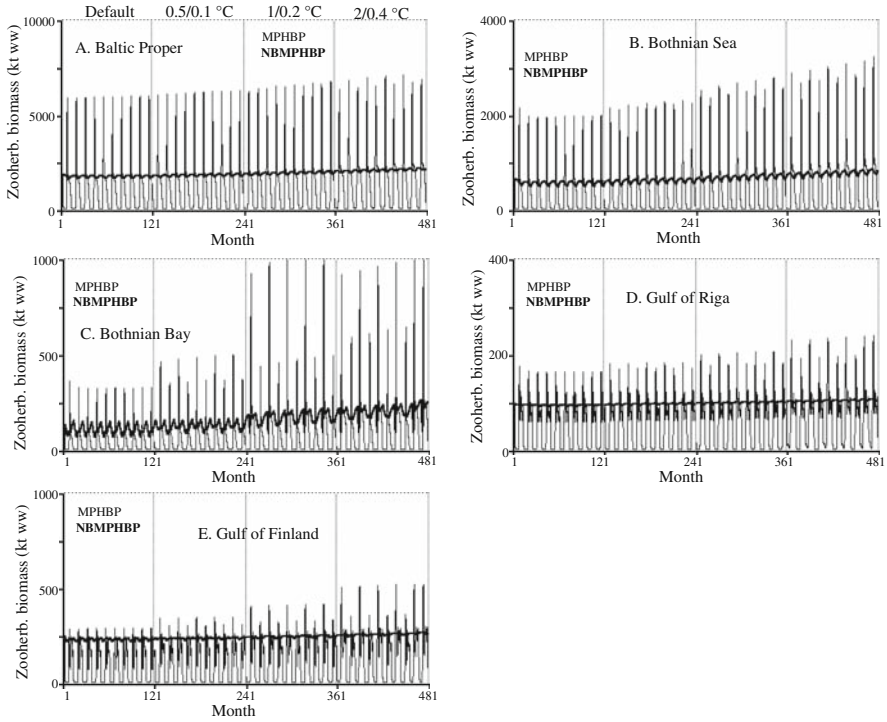 Default 0.5/0.1 °C 1/0.2 °C 2/0.4 °C
A. Baltic Proper
MPHBP
NBMPHBP
Zooherb. biomass (kt ww)
10000
5000
0
1 121 241 361 481
Month
B. Bothnian Sea
MPHBP
NBMPHBP
Zooherb. biomass (kt ww)
4000
2000
0
1 121 241 361 481
Month
MPHBP
NBMPHBP
C. Bothnian Bay
Zooherb. biomass (kt ww)
1000
500
0
1 121 241 361 481
Month
MPHBP
NBMPHBP
D. Gulf of Riga
Zooherb. biomass (kt ww)
400
200
0
1 121 241 361 481
Month
MPHBP
NBMPHBP
E. Gulf of Finland
Zooherb. biomass (kt ww)
1000
500
0
1 121 241 361 481
Month